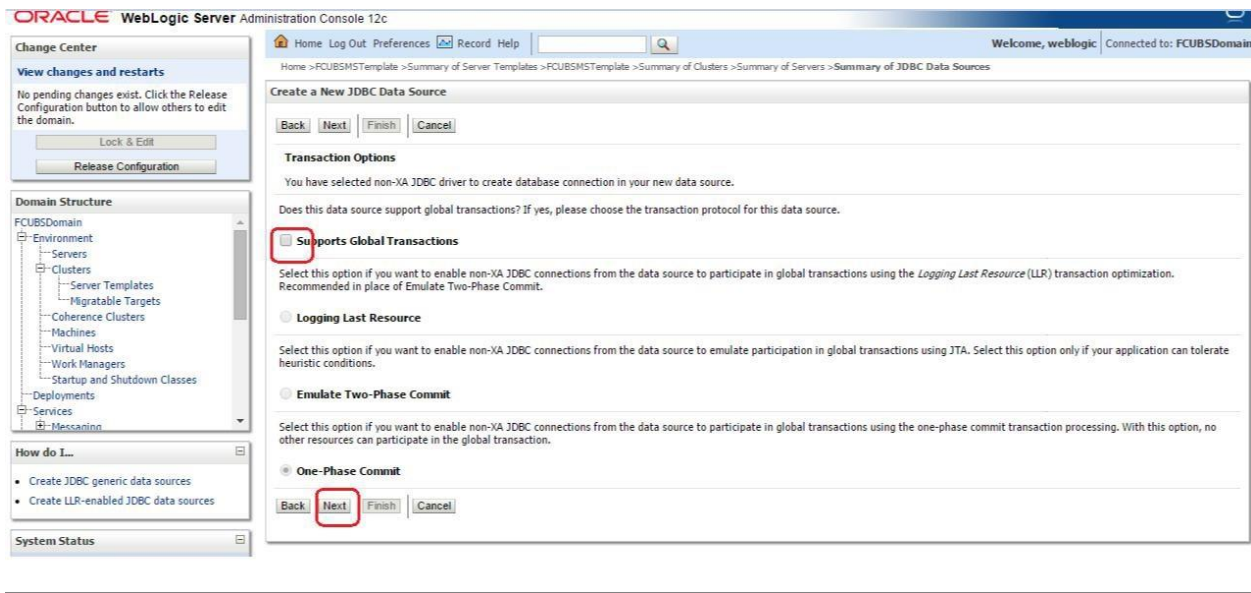 ORACLE WebLogic Server Administration Console 12c
Change Center
View changes and restarts
No pending changes exist. Click the Release
Configuration button to allow others to edit
the domain.
Lock & Edit
Release Configuration
Domain Structure
FCUBSDomain
Environment
Servers
Clusters
Server Templates
Migratable Targets
Coherence Clusters
Machines
Virtual Hosts
Work Managers
Startup and Shutdown Classes
Deployments
Services
Messaging
How do I...
Create JDBC generic data sources
Create LLR-enabled JDBC data sources
System Status
Home Log Out Preferences Record Help
Welcome, weblogic Connected to: FCUBSDomain
Home >FCUBSMSTemplate >Summary of Server Templates >FCUBSMSTemplate >Summary of Clusters >Summary of Servers >Summary of JDBC Data Sources
Create a New JDBC Data Source
Back Next Finish Cancel
Transaction Options
You have selected non-XA JDBC driver to create database connection in your new data source.
Does this data source support global transactions? If yes, please choose the transaction protocol for this data source.
Supports Global Transactions
Select this option if you want to enable non-XA JDBC connections from the data source to participate in global transactions using the Logging Last Resource (LLR) transaction optimization.
Recommended in place of Emulate Two-Phase Commit.
Logging Last Resource
Select this option if you want to enable non-XA JDBC connections from the data source to emulate participation in global transactions using JTA. Select this option only if your application can tolerate
heuristic conditions.
Emulate Two-Phase Commit
Select this option if you want to enable non-XA JDBC connections from the data source to participate in global transactions using the one-phase commit transaction processing. With this option, no
other resources can participate in the global transaction.
One-Phase Commit
Back Next Finish Cancel